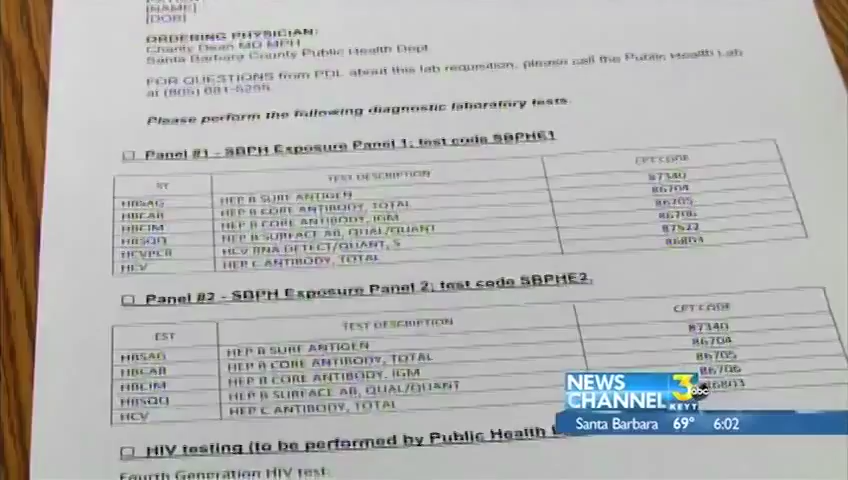 [NAME]
[DOB]
ORDERING PHYSICIAN:
Charity Dean MD MPH
Santa Barbara County Public Health Dept.
FOR QUESTIONS from PDL about this lab requisition, please call the Public Health Lab
at (805) 681-5255.
Please perform the following diagnostic laboratory tests.
Panel #1 - SBPH Exposure Panel 1; test code SBPHE1
ST TEST DESCRIPTION CPT CODE
HBSAG HEP B SURF ANTIGEN 87340
HBCAB HEP B CORE ANTIBODY, TOTAL 86704
HBCIM HEP B CORE ANTIBODY, IGM 86705
HBSQQ HEP B SURFACE AB, QUAL/QUANT 86706
HCVPCR HCV RNA DETECT/QUANT, S 87522
HCV HEP C ANTIBODY, TOTAL 86803
Panel #2 - SBPH Exposure Panel 2; test code SBPHE2.
EST TEST DESCRIPTION CPT CODE
HBSAG HEP B SURF ANTIGEN 87340
HBCAB HEP B CORE ANTIBODY, TOTAL 86704
HBCIM HEP B CORE ANTIBODY, IGM 86705
HBSQQ HEP B SURFACE AB, QUAL/QUANT 86706
HCV HEP C ANTIBODY, TOTAL 86803
HIV testing (to be performed by Public Health
Fourth Generation HIV test.
NEWS
CHANNEL 3 abc
KEYT
Santa Barbara 69° 6:02